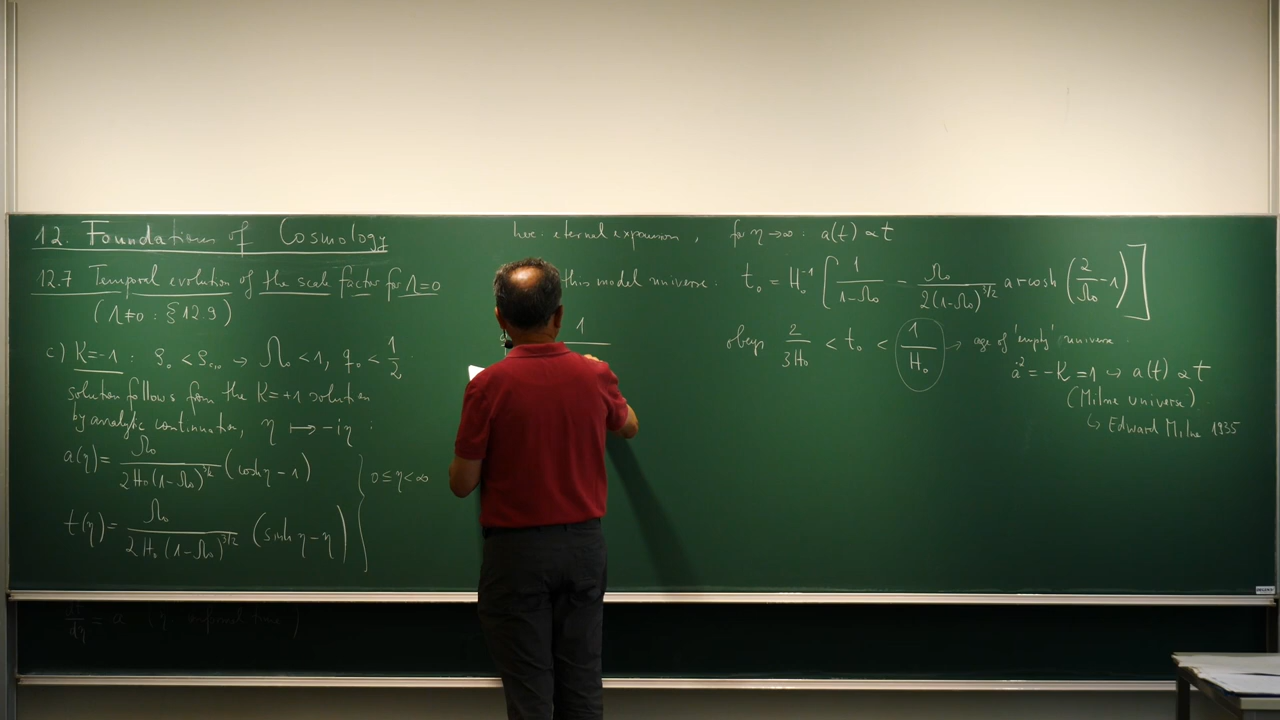 12. Foundations of Cosmology
12.7 Temporal evolution of the scale factor for Λ=0
(Λ≠0 : § 12.9)
c) K=-1 : ρ₀ < ρc,₀ → Ω₀ < 1, q₀ < 1/2
solution follows from the K=+1 solution
by analytic continuation, η ↦ -iη :
a(η) = Ω₀ / (2H₀(1-Ω₀)^3/2) (cosh η - 1)
t(η) = Ω₀ / (2H₀(1-Ω₀)^3/2) (sinh η - η)
0 ≤ η < ∞
= a (η: conformal time)
here: eternal expansion, for η → ∞ : a(t) ∝ t
this model universe :
1
t₀ = H₀⁻¹ [ 1/(1-Ω₀) - Ω₀/(2(1-Ω₀)^3/2) arcosh (2/Ω₀ - 1) ]
obeys 2/(3H₀) < t₀ < 1/H₀ → age of 'empty' universe
ȧ² = -K = 1 → a(t) ∝ t
(Milne universe)
↳ Edward Milne 1935